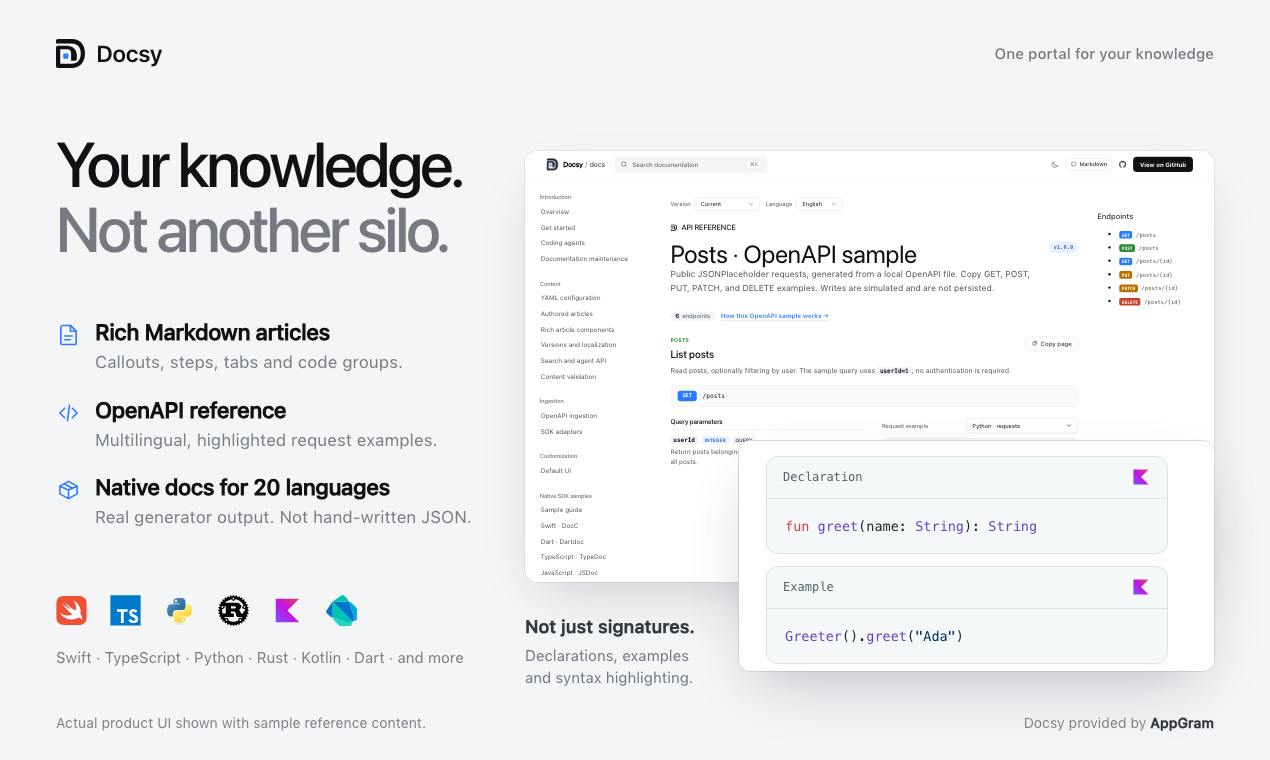 Docsy
One portal for your knowledge
Your knowledge.
Not another silo.
Rich Markdown articles
Callouts, steps, tabs and code groups.
OpenAPI reference
Multilingual, highlighted request examples.
Native docs for 20 languages
Real generator output. Not hand-written JSON.
TS
R
Swift · TypeScript · Python · Rust · Kotlin · Dart · and more
Actual product UI shown with sample reference content.
Docsy / docs
Search documentation
⌘K
Markdown
View on GitHub
Introduction
Overview
Get started
Coding agents
Documentation maintenance
Content
YAML configuration
Authored articles
Rich article components
Versions and localization
Search and agent API
Content validation
Ingestion
OpenAPI ingestion
SDK adapters
Customization
Default UI
Native SDK samples
Sample guide
Swift · DocC
Dart · Dartdoc
TypeScript · TypeDoc
JavaScript · JSDoc
Version Current Language English
API REFERENCE
Posts · OpenAPI sample
v1.0.0
Public JSONPlaceholder requests, generated from a local OpenAPI file. Copy GET, POST,
PUT, PATCH, and DELETE examples. Writes are simulated and are not persisted.
6 endpoints How this OpenAPI sample works →
POSTS
List posts
Copy page
Read posts, optionally filtering by user. The sample query uses userId=1, no authentication is required.
GET /posts
Query parameters
userId INTEGER QUERY
Return posts belonging
all posts.
Request example Python · requests
Endpoints
GET /posts
POST /posts
GET /posts/{id}
PUT /posts/{id}
PATCH /posts/{id}
DELETE /posts/{id}
Declaration
fun greet(name: String): String
Example
Greeter().greet("Ada")
Not just signatures.
Declarations, examples
and syntax highlighting.
Docsy provided by AppGram